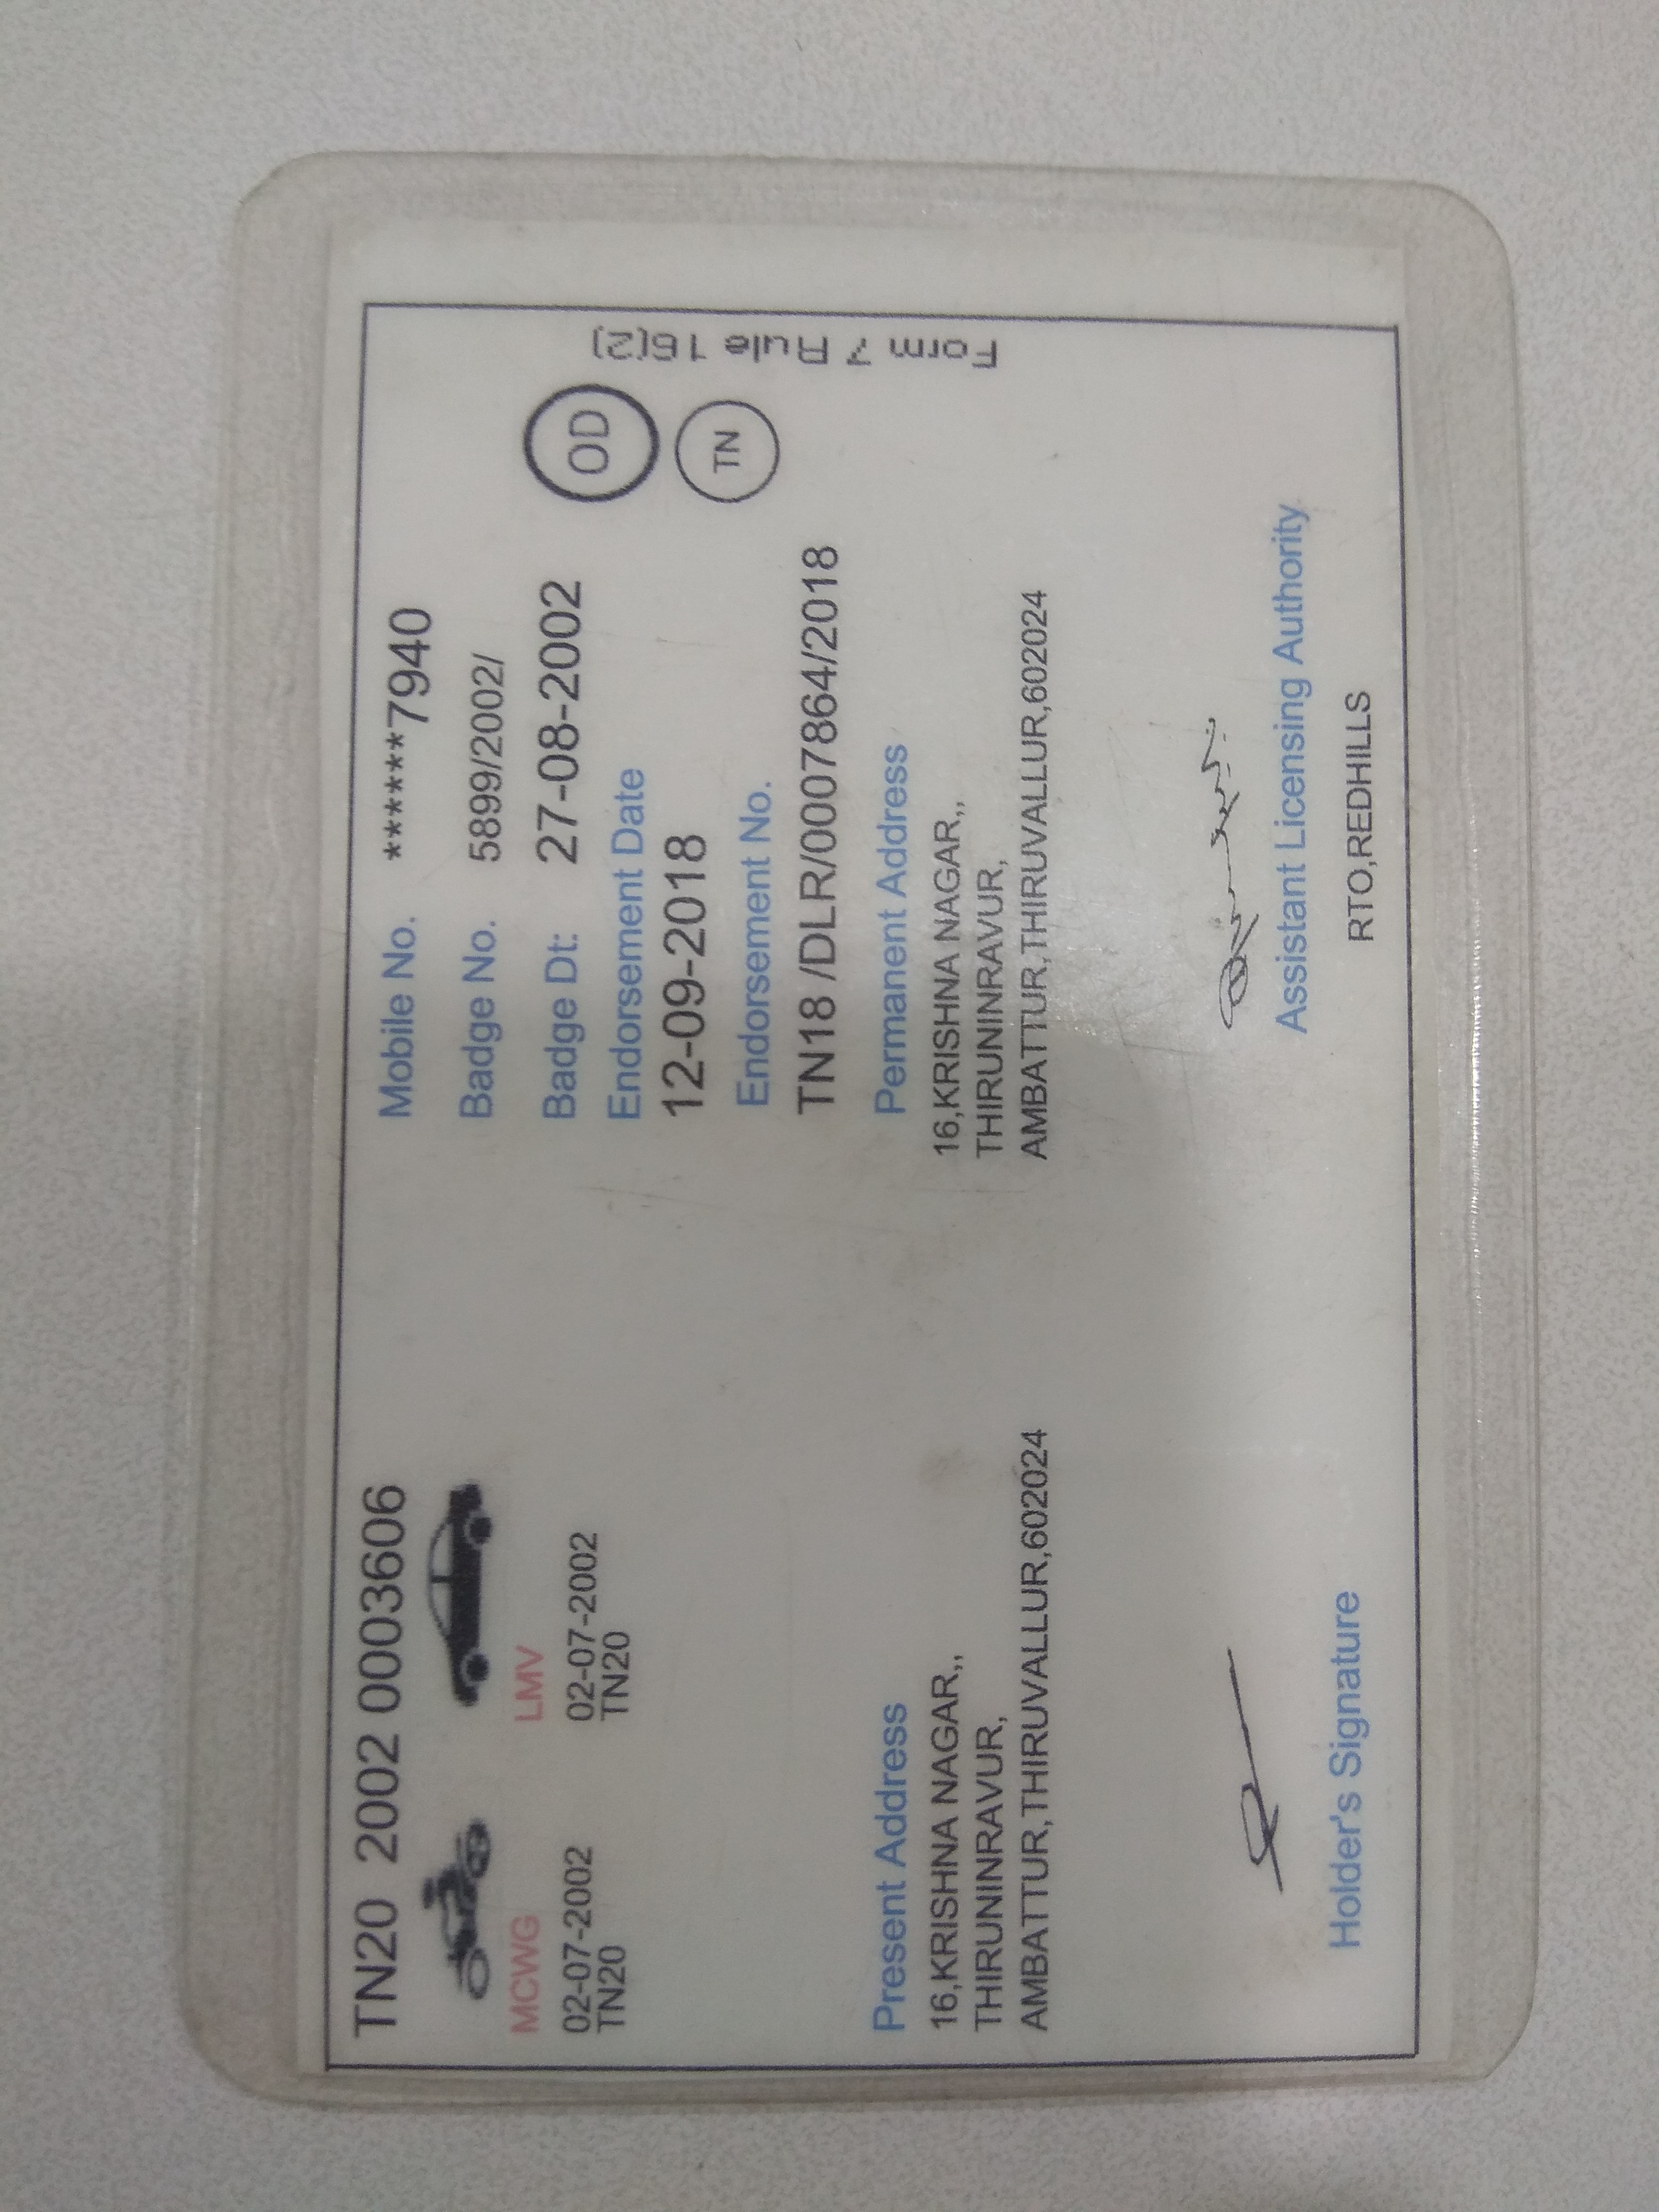 TN20 2002 0003606
MCWG
02-07-2002
TN20
LMV
02-07-2002
TN20
Mobile No. ******7940
Badge No. 5899/2002/
Badge Dt: 27-08-2002
Endorsement Date
12-09-2018
Endorsement No.
TN18 /DLR/0007864/2018
OD
TN
Form 7 Rule 16(2)
Present Address
16,KRISHNA NAGAR,,
THIRUNINRAVUR,
AMBATTUR,THIRUVALLUR,602024
Permanent Address
16,KRISHNA NAGAR,,
THIRUNINRAVUR,
AMBATTUR,THIRUVALLUR,602024
Holder's Signature
Assistant Licensing Authority
RTO,REDHILLS